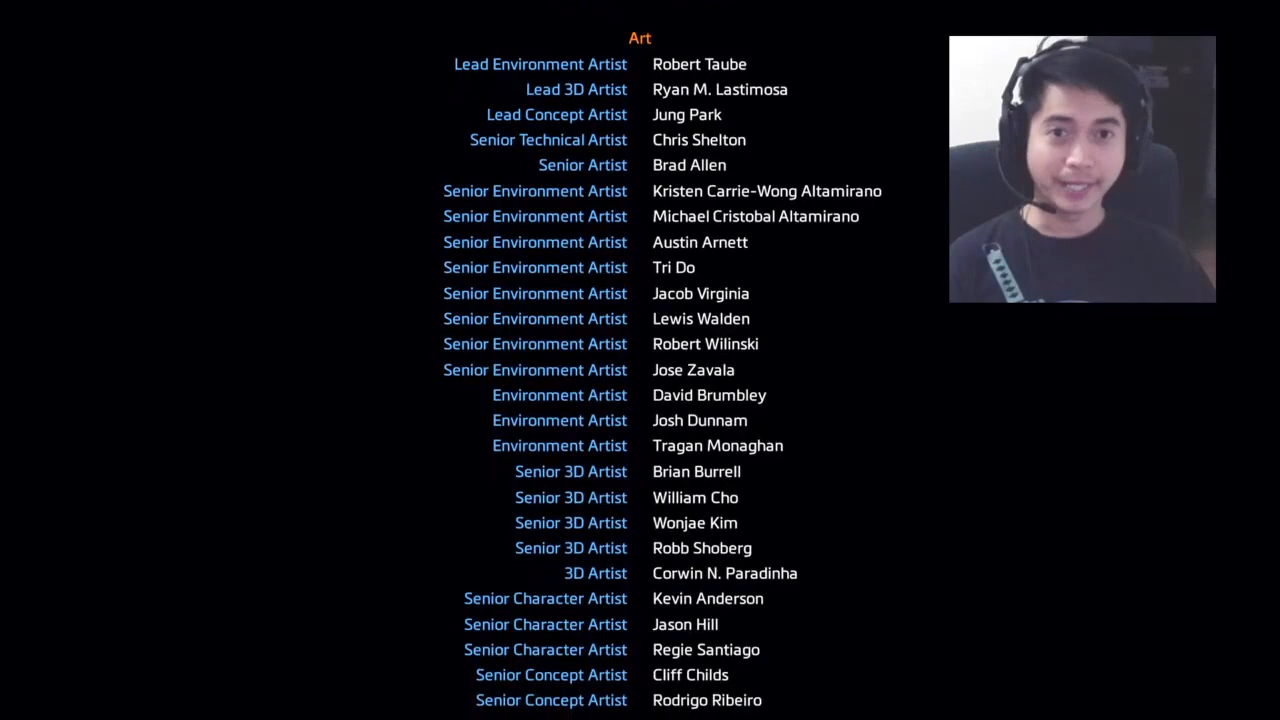 Art
Lead Environment Artist Robert Taube
Lead 3D Artist Ryan M. Lastimosa
Lead Concept Artist Jung Park
Senior Technical Artist Chris Shelton
Senior Artist Brad Allen
Senior Environment Artist Kristen Carrie-Wong Altamirano
Senior Environment Artist Michael Cristobal Altamirano
Senior Environment Artist Austin Arnett
Senior Environment Artist Tri Do
Senior Environment Artist Jacob Virginia
Senior Environment Artist Lewis Walden
Senior Environment Artist Robert Wilinski
Senior Environment Artist Jose Zavala
Environment Artist David Brumbley
Environment Artist Josh Dunnam
Environment Artist Tragan Monaghan
Senior 3D Artist Brian Burrell
Senior 3D Artist William Cho
Senior 3D Artist Wonjae Kim
Senior 3D Artist Robb Shoberg
3D Artist Corwin N. Paradinha
Senior Character Artist Kevin Anderson
Senior Character Artist Jason Hill
Senior Character Artist Regie Santiago
Senior Concept Artist Cliff Childs
Senior Concept Artist Rodrigo Ribeiro